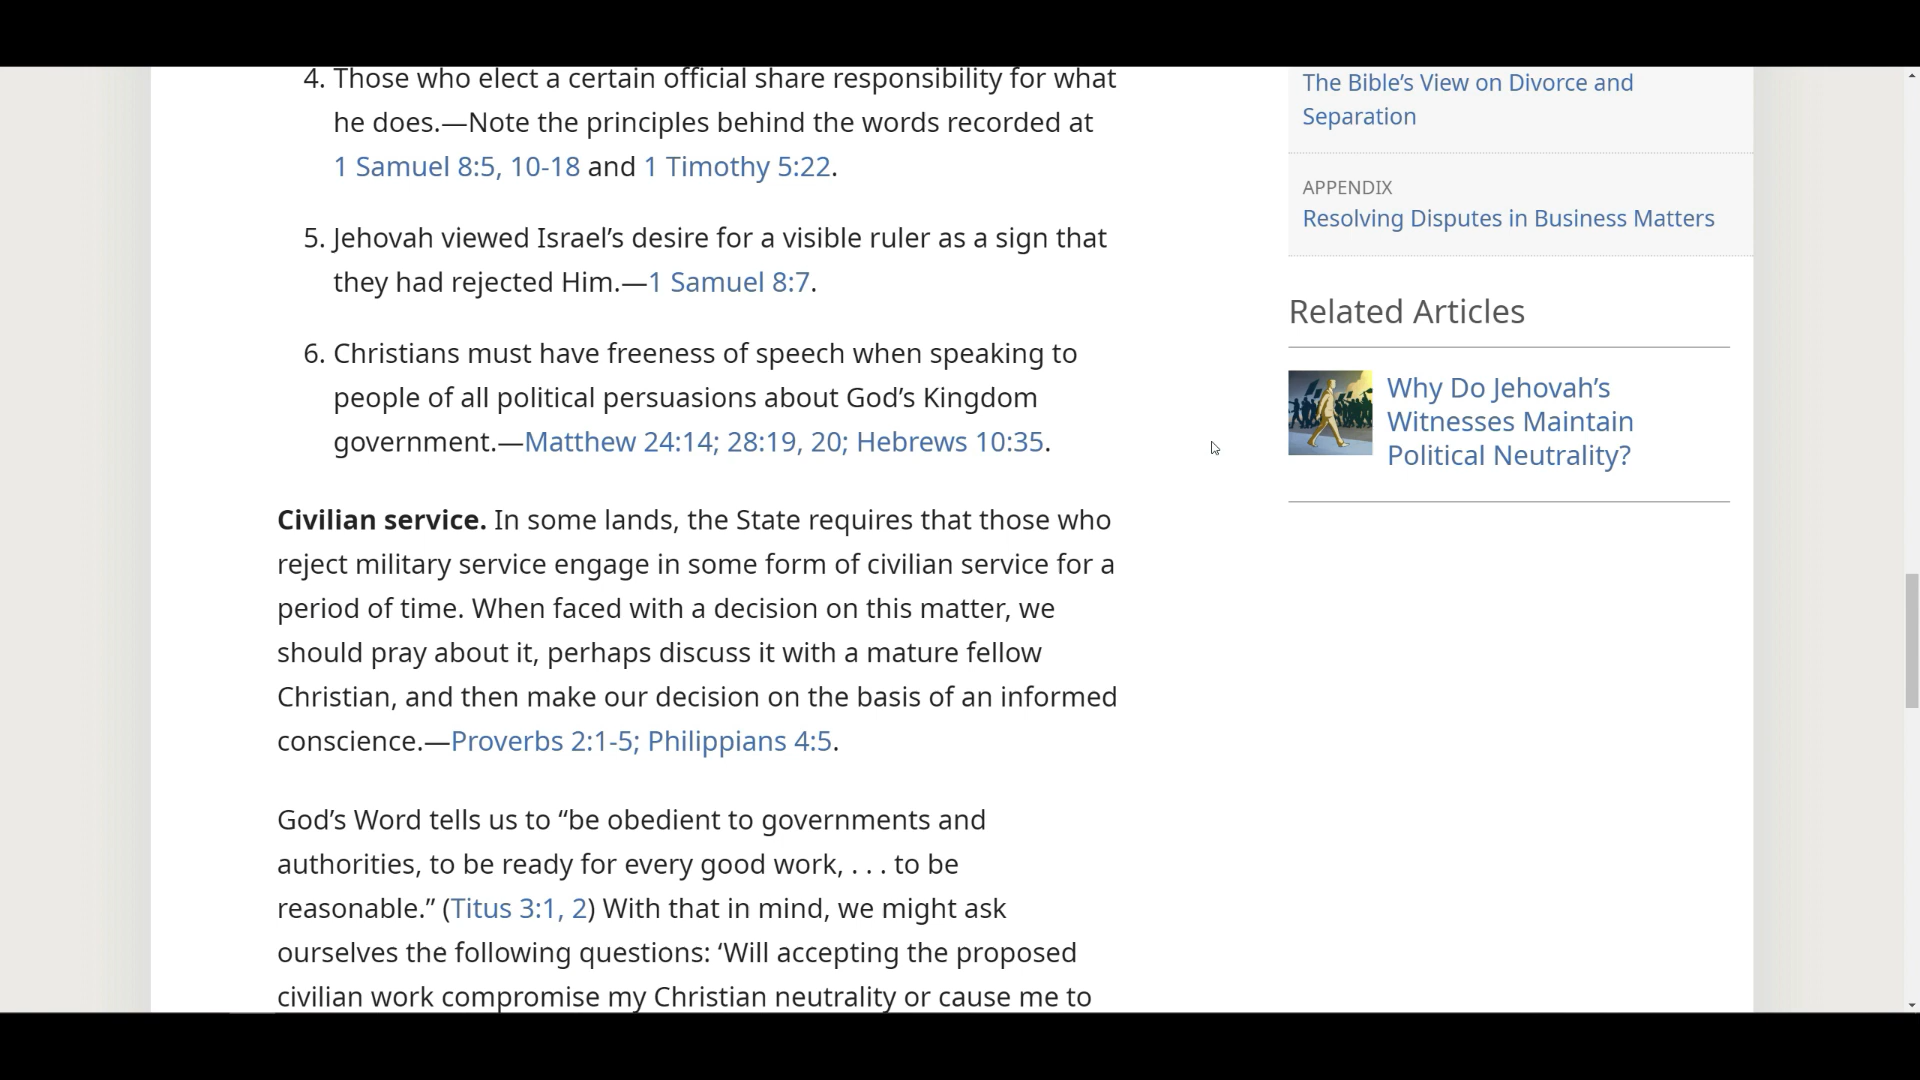 4. Those who elect a certain official share responsibility for what
he does.—Note the principles behind the words recorded at
1 Samuel 8:5, 10-18 and 1 Timothy 5:22.
5. Jehovah viewed Israel’s desire for a visible ruler as a sign that
they had rejected Him.—1 Samuel 8:7.
6. Christians must have freeness of speech when speaking to
people of all political persuasions about God’s Kingdom
government.—Matthew 24:14; 28:19, 20; Hebrews 10:35.
Civilian service. In some lands, the State requires that those who
reject military service engage in some form of civilian service for a
period of time. When faced with a decision on this matter, we
should pray about it, perhaps discuss it with a mature fellow
Christian, and then make our decision on the basis of an informed
conscience.—Proverbs 2:1-5; Philippians 4:5.
God’s Word tells us to “be obedient to governments and
authorities, to be ready for every good work, . . . to be
reasonable.” (Titus 3:1, 2) With that in mind, we might ask
ourselves the following questions: ‘Will accepting the proposed
civilian work compromise my Christian neutrality or cause me to
The Bible’s View on Divorce and
Separation
APPENDIX
Resolving Disputes in Business Matters
Related Articles
Why Do Jehovah’s
Witnesses Maintain
Political Neutrality?